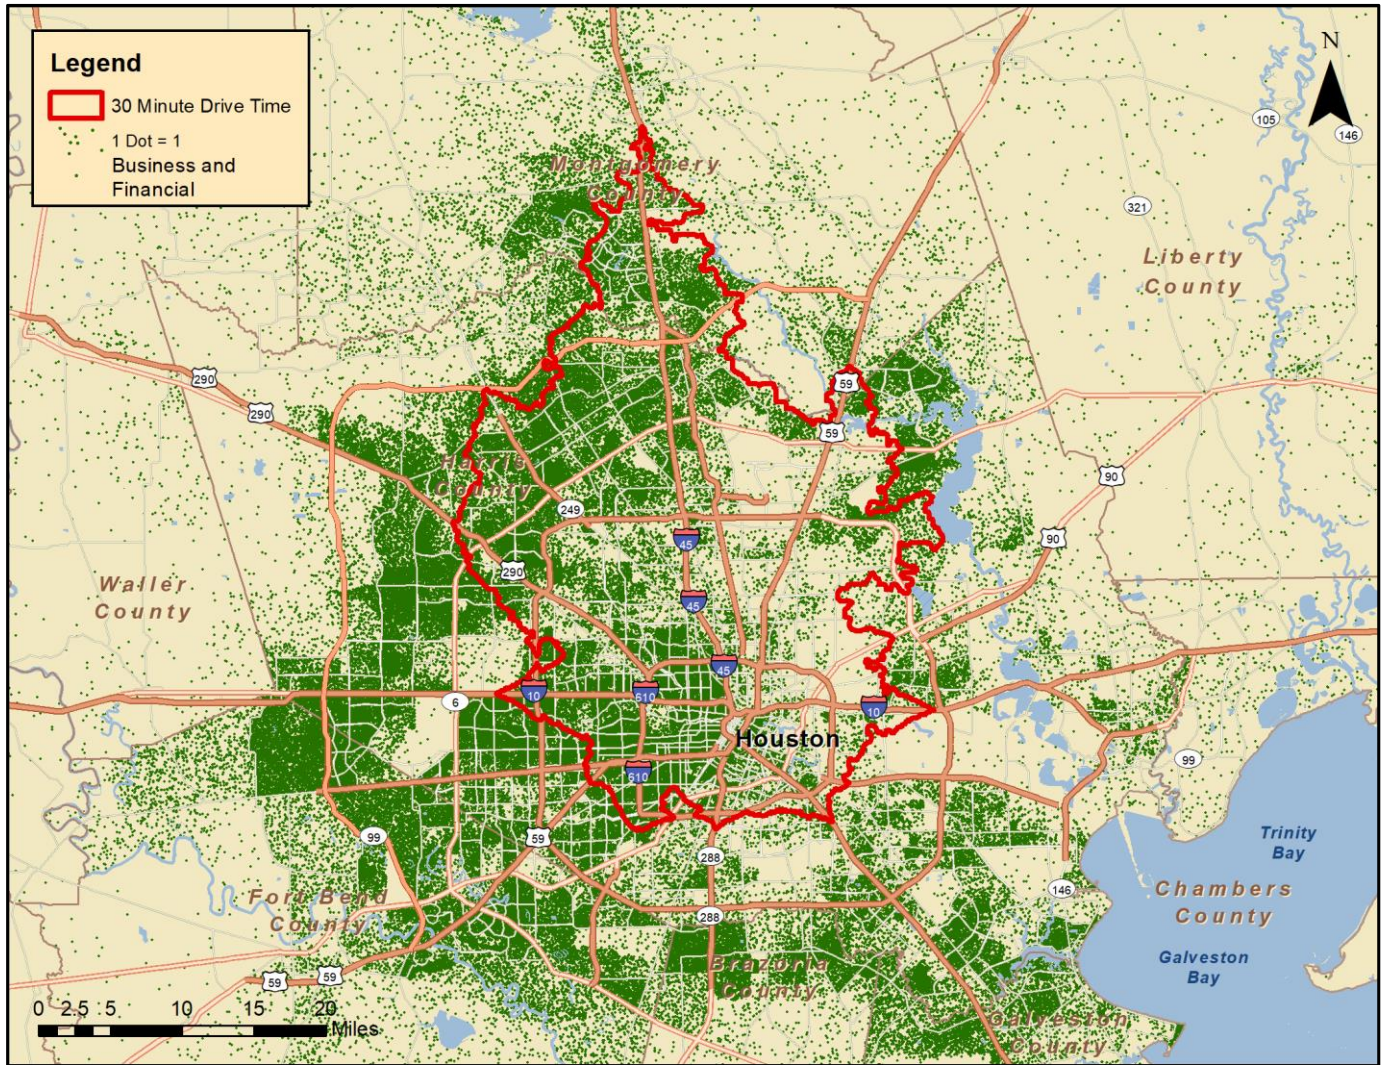 Legend
30 Minute Drive Time
1 Dot = 1
Business and
Financial
N
105
146
Montgomery
County
321
Liberty
County
290
290
59
59
90
90
Harris
County
249
45
290
45
Waller
County
45
10
610
6
10
Houston
99
610
Trinity
Bay
99
59
288
146
Chambers
County
Fort Bend
County
288
Galveston
Bay
Brazoria
County
59
59
Galveston
County
0 2.5 5 10 15 20
Miles